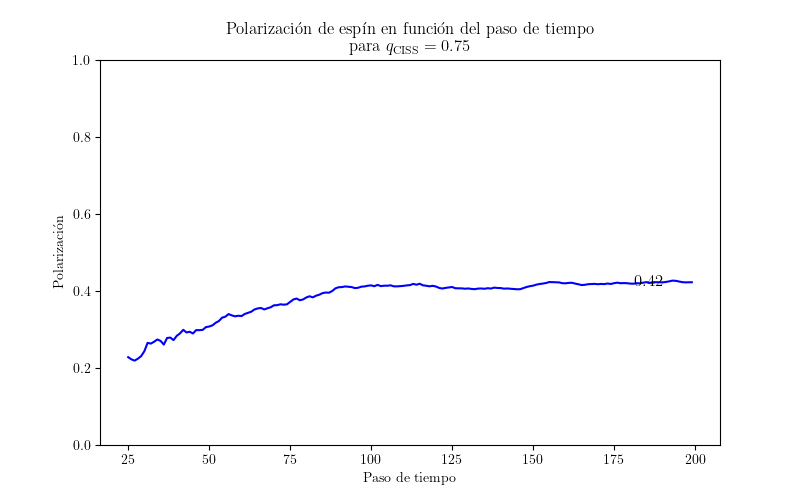 Polarización de espín en función del paso de tiempo
para qCISS = 0.75
1.0
0.8
0.6
0.4
0.2
0.0
Polarización
0.42
25 50 75 100 125 150 175 200
Paso de tiempo